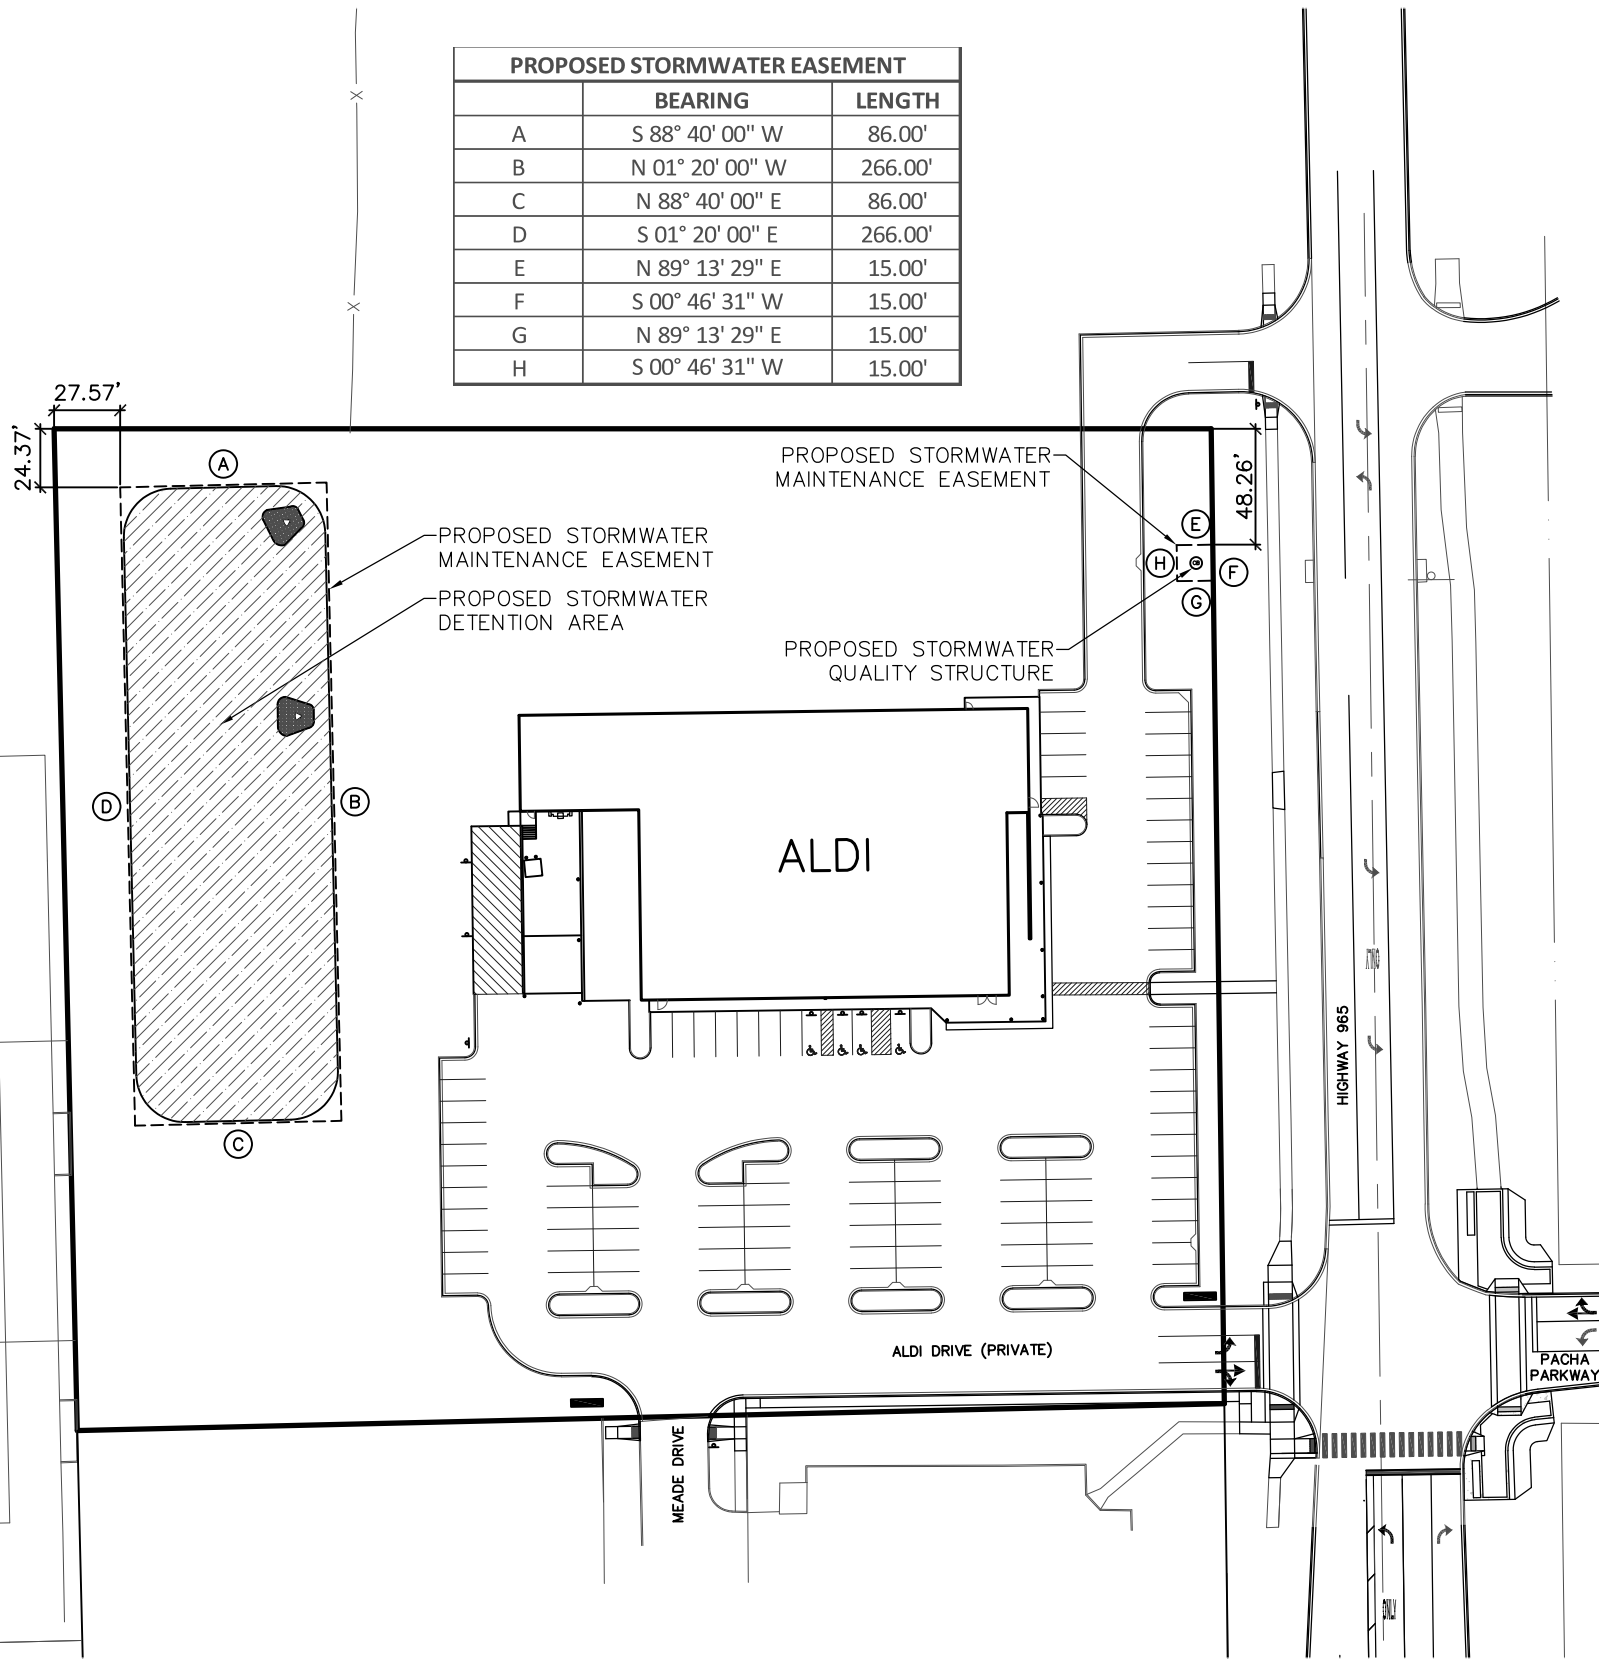 PROPOSED STORMWATER EASEMENT
BEARING LENGTH
A S 88° 40' 00" W 86.00'
B N 01° 20' 00" W 266.00'
C N 88° 40' 00" E 86.00'
D S 01° 20' 00" E 266.00'
E N 89° 13' 29" E 15.00'
F S 00° 46' 31" W 15.00'
G N 89° 13' 29" E 15.00'
H S 00° 46' 31" W 15.00'
X
X
27.57'
24.37'
A
PROPOSED STORMWATER
MAINTENANCE EASEMENT
48.26'
PROPOSED STORMWATER
MAINTENANCE EASEMENT
E
H
F
G
PROPOSED STORMWATER
DETENTION AREA
PROPOSED STORMWATER
QUALITY STRUCTURE
D
B
ALDI
ONLY
HIGHWAY 965
C
ALDI DRIVE (PRIVATE)
PACHA
PARKWAY
MEADE DRIVE
ONLY